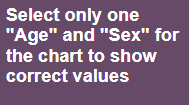 Select only one
"Age" and "Sex" for
the chart to show
correct values